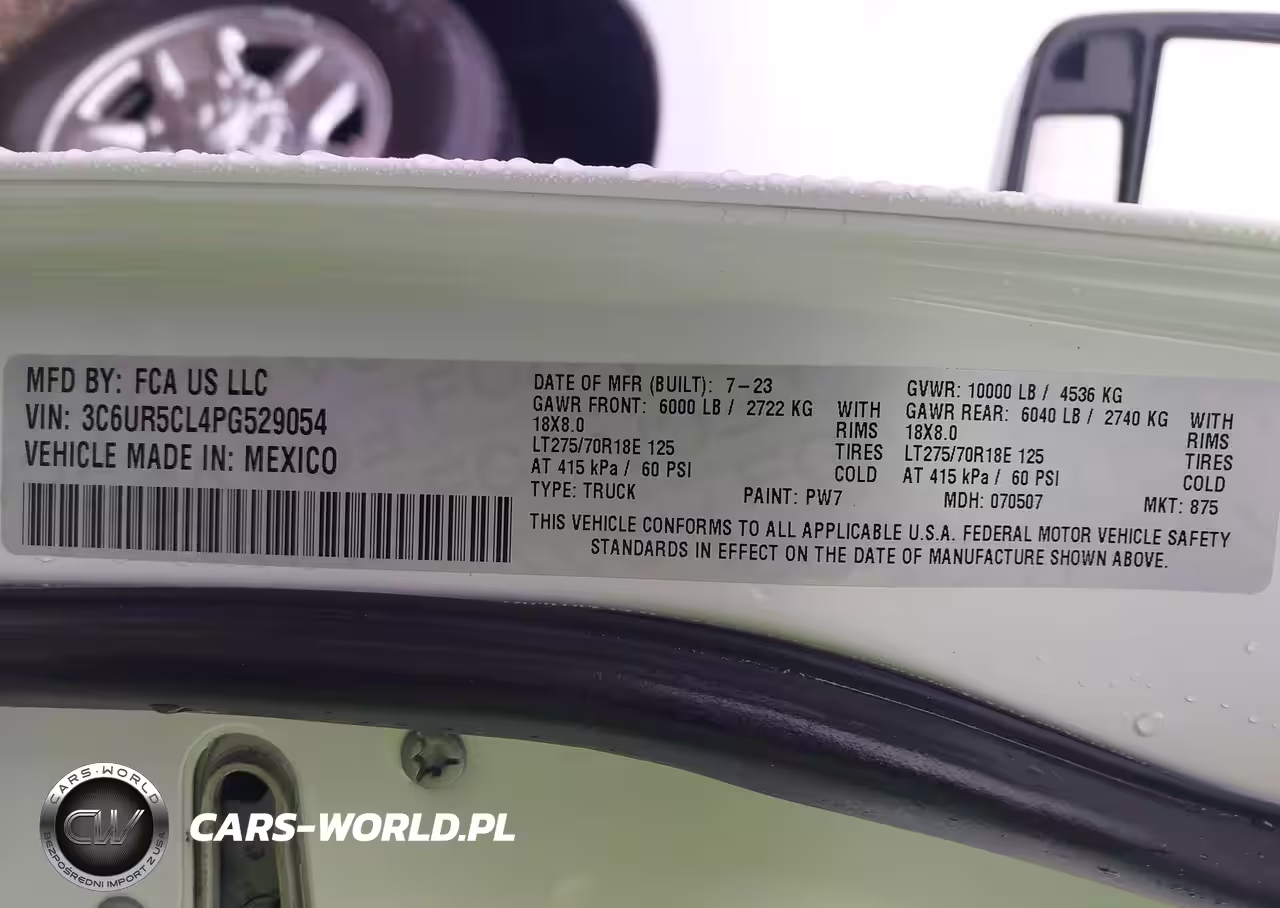 MFD BY: FCA US LLC
VIN: 3C6UR5CL4PG529054
VEHICLE MADE IN: MEXICO
DATE OF MFR (BUILT): 7-23
GVWR: 10000 LB / 4536 KG
GAWR FRONT: 6000 LB / 2722 KG WITH
18X8.0 RIMS
LT275/70R18E 125 TIRES
AT 415 kPa / 60 PSI COLD
GAWR REAR: 6040 LB / 2740 KG WITH
18X8.0 RIMS
LT275/70R18E 125 TIRES
AT 415 kPa / 60 PSI COLD
TYPE: TRUCK PAINT: PW7 MDH: 070507 MKT: 875
THIS VEHICLE CONFORMS TO ALL APPLICABLE U.S.A. FEDERAL MOTOR VEHICLE SAFETY
STANDARDS IN EFFECT ON THE DATE OF MANUFACTURE SHOWN ABOVE.
CARS-WORLD
CW
BEZPOŚREDNI IMPORT Z USA
CARS-WORLD.PL